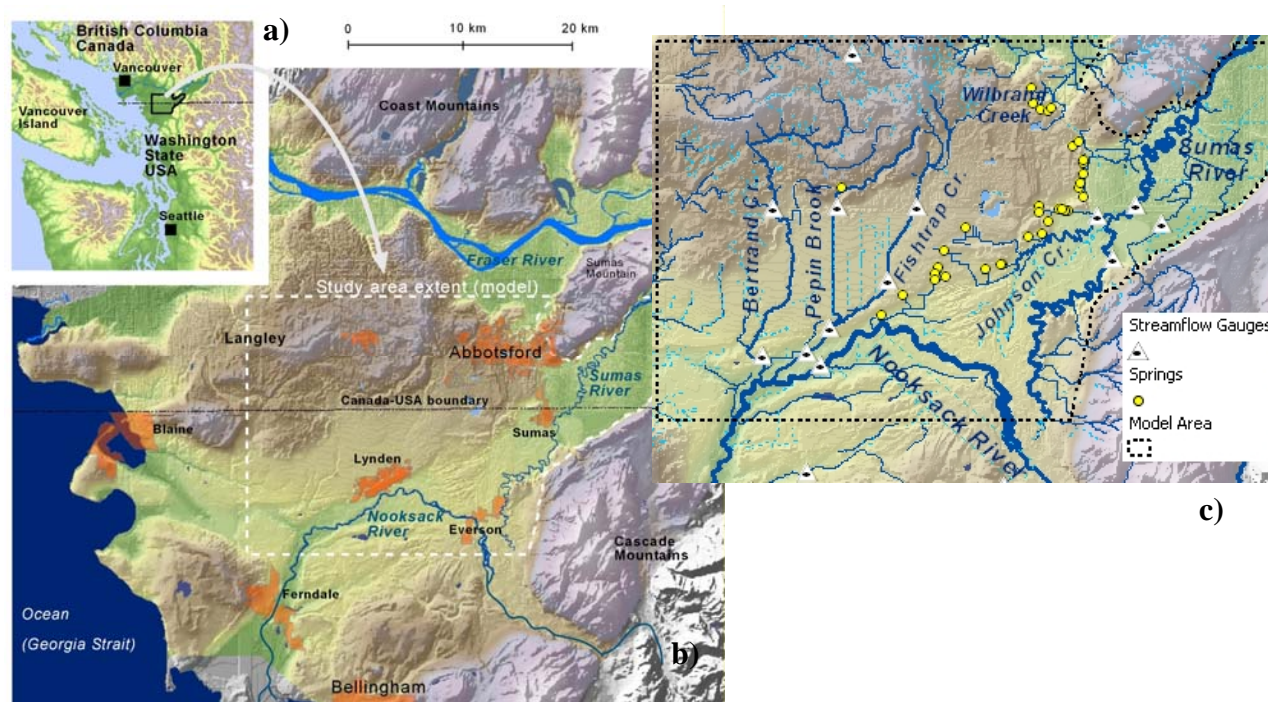 a)
British Columbia
Canada
Vancouver
Vancouver
Island
Washington
State
USA
Seattle
0
10 km
20 km
Coast Mountains
Fraser River
Sumas
Mountain
Study area extent (model)
Langley
Abbotsford
Sumas
River
Canada-USA boundary
Blaine
Sumas
Lynden
Nooksack
River
Everson
Cascade
Mountains
Ferndale
Ocean
(Georgia Strait)
b)
Bellingham
Wilbrand
Creek
Sumas
River
Bertrand Cr.
Pepin Brook
Fishtrap Cr.
Johnson Cr.
Nooksack River
Streamflow Gauges
Springs
Model Area
c)